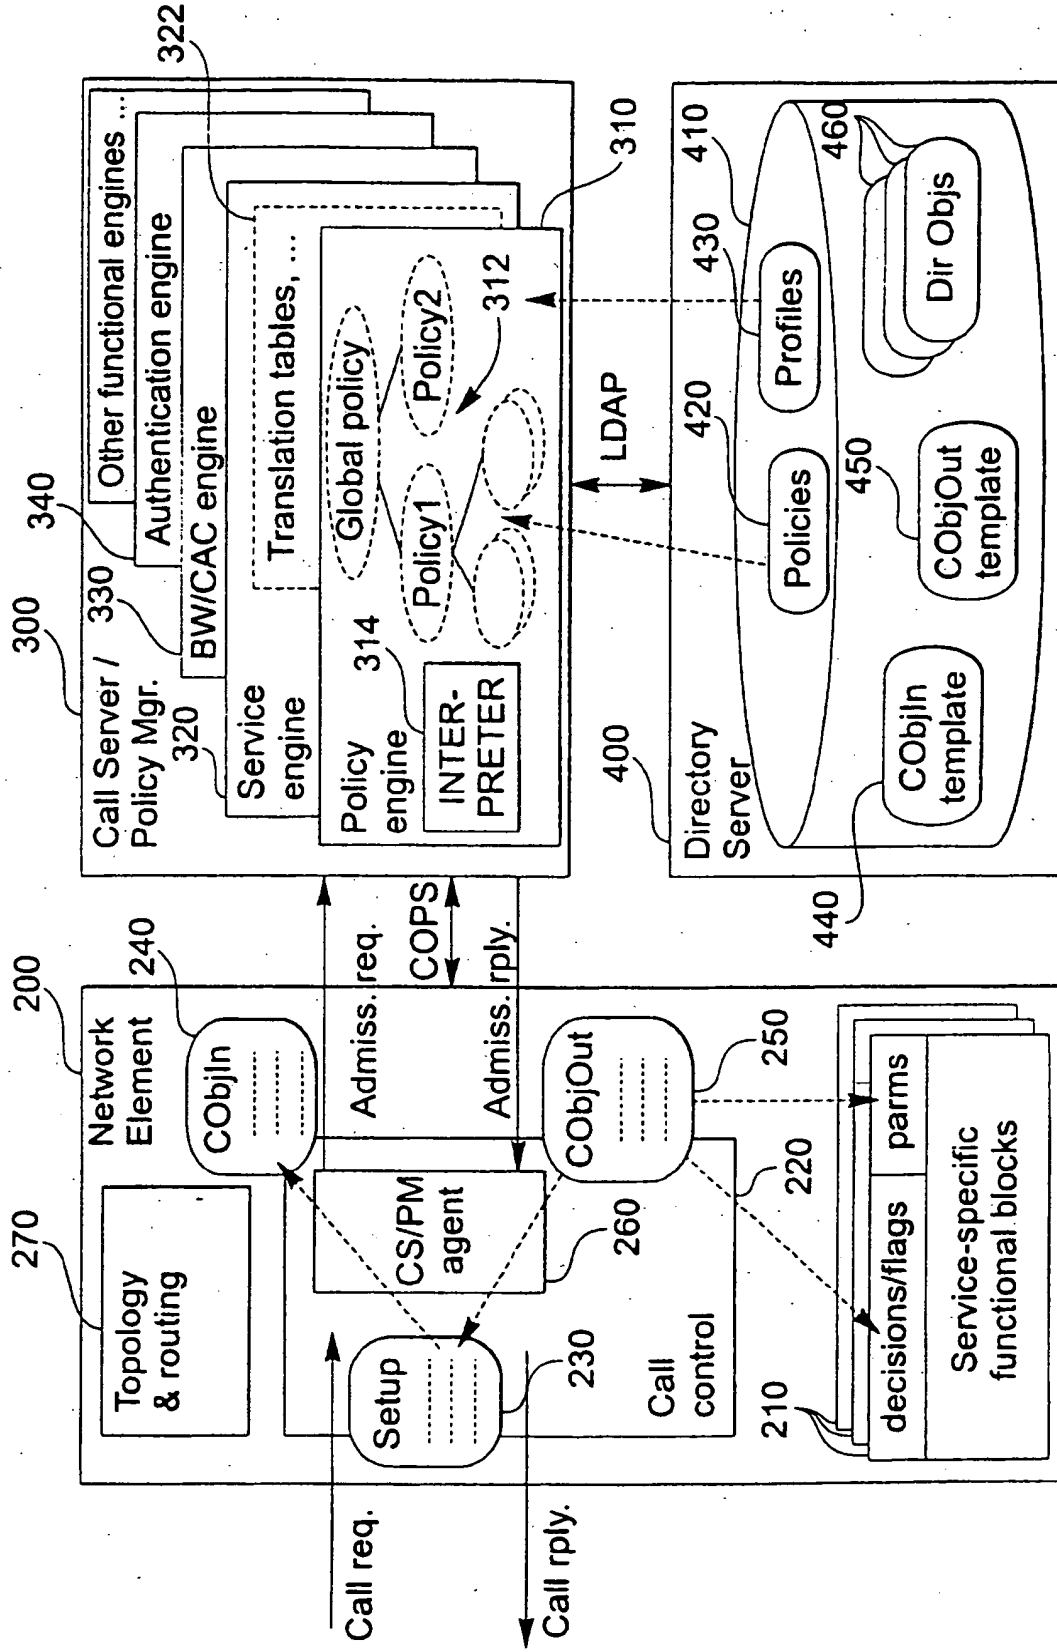 200
Network
Element
270
Topology
& routing
240
CObjIn
Call req.
Setup
230
CS/PM
agent
260
Admiss. req.
COPS
Admiss. rply.
Call rply.
CObjOut
250
Call
control
220
210
decisions/flags
parms
Service-specific
functional blocks
300
Call Server /
Policy Mgr.
Other functional engines ...
340
Authentication engine
330
BW/CAC engine
320
Service
engine
322
Translation tables, ...
Policy
engine
310
314
INTER-
PRETER
Global policy
Policy1
Policy2
312
LDAP
400
Directory
Server
410
420
Policies
430
Profiles
440
CObjIn
template
450
CObjOut
template
460
Dir Objs